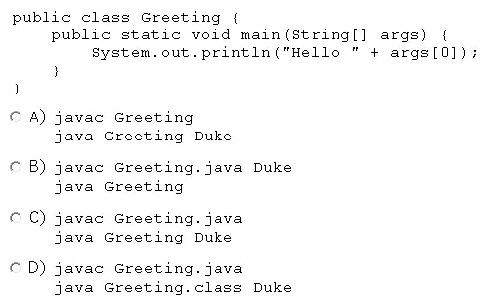 public class Greeting {
    public static void main(String[] args) {
        System.out.println("Hello " + args[0]);
    }
}
A) javac Greeting
java Greeting Duke
B) javac Greeting.java Duke
java Greeting
C) javac Greeting.java
java Greeting Duke
D) javac Greeting.java
java Greeting.class Duke